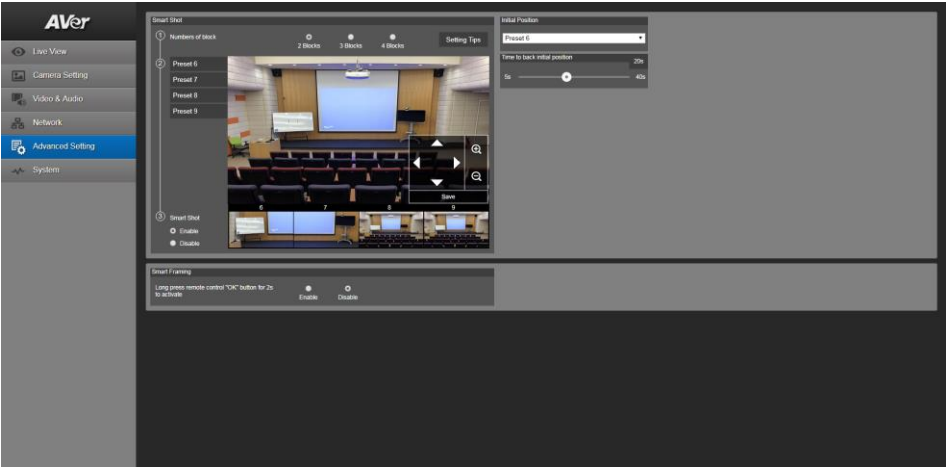 AVer
Live View
Camera Setting
Video & Audio
Network
Advanced Setting
System
Smart Shot
1 Numbers of block
2 Blocks
3 Blocks
4 Blocks
Setting Tips
2 Preset 6
Preset 7
Preset 8
Preset 9
Save
6 7 8 9
3 Smart Shot
Enable
Disable
Initial Position
Preset 6
Time to back initial position
20s
5s 40s
Smart Framing
Long press remote control "OK" button for 2s
to activate
Enable
Disable